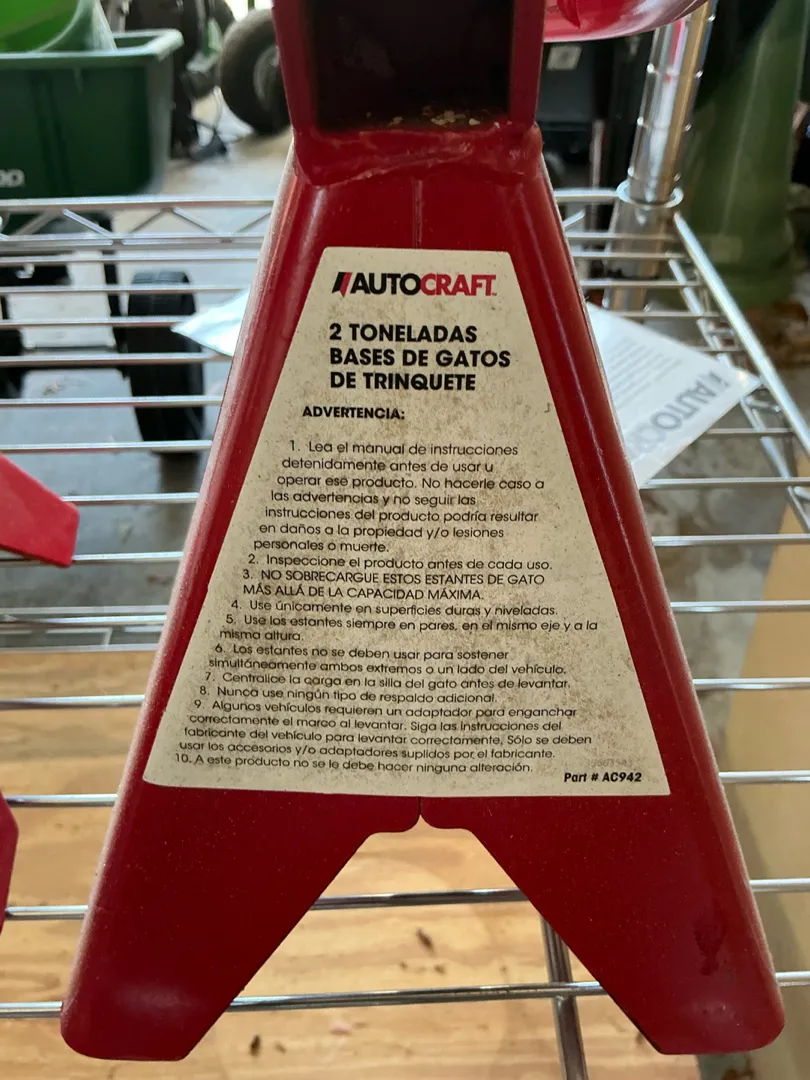 AUTOCRAFT
2 TONELADAS
BASES DE GATOS
DE TRINQUETE
ADVERTENCIA:
1. Lea el manual de instrucciones
detenidamente antes de usar u
operar ese producto. No hacerle caso a
las advertencias y no seguir las
instrucciones del producto podría resultar
en daños a la propiedad y/o lesiones
personales o muerte.
2. Inspeccione el producto antes de cada uso.
3. NO SOBRECARGUE ESTOS ESTANTES DE GATO
MÁS ALLÁ DE LA CAPACIDAD MÁXIMA.
4. Use únicamente en superficies duras y niveladas.
5. Use los estantes siempre en pares, en el mismo eje y a la
misma altura.
6. Los estantes no se deben usar para sostener
simultáneamente ambos extremos o un lado del vehículo.
7. Centralice la carga en la silla del gato antes de levantar.
8. Nunca use ningún tipo de respaldo adicional.
9. Algunos vehículos requieren un adaptador para enganchar
correctamente el marco al levantar. Siga las instrucciones del
fabricante del vehículo para levantar correctamente. Sólo se deben
usar los accesorios y/o adaptadores suplidos por el fabricante.
10. A este producto no se le debe hacer ninguna alteración.
Part # AC942